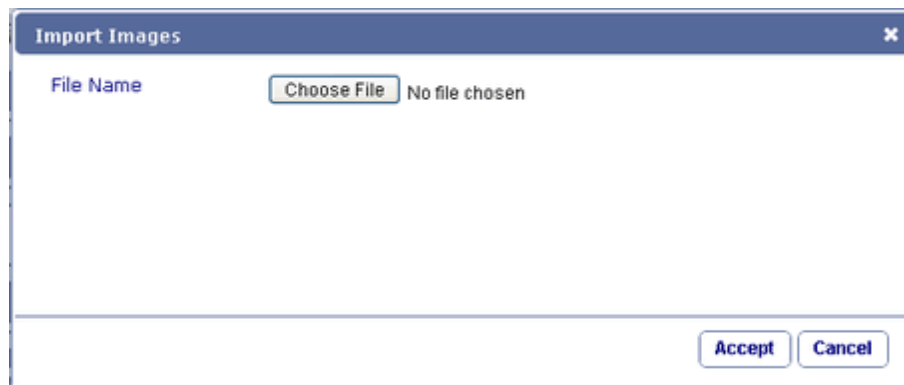 Import Images
File Name Choose File No file chosen
Accept Cancel